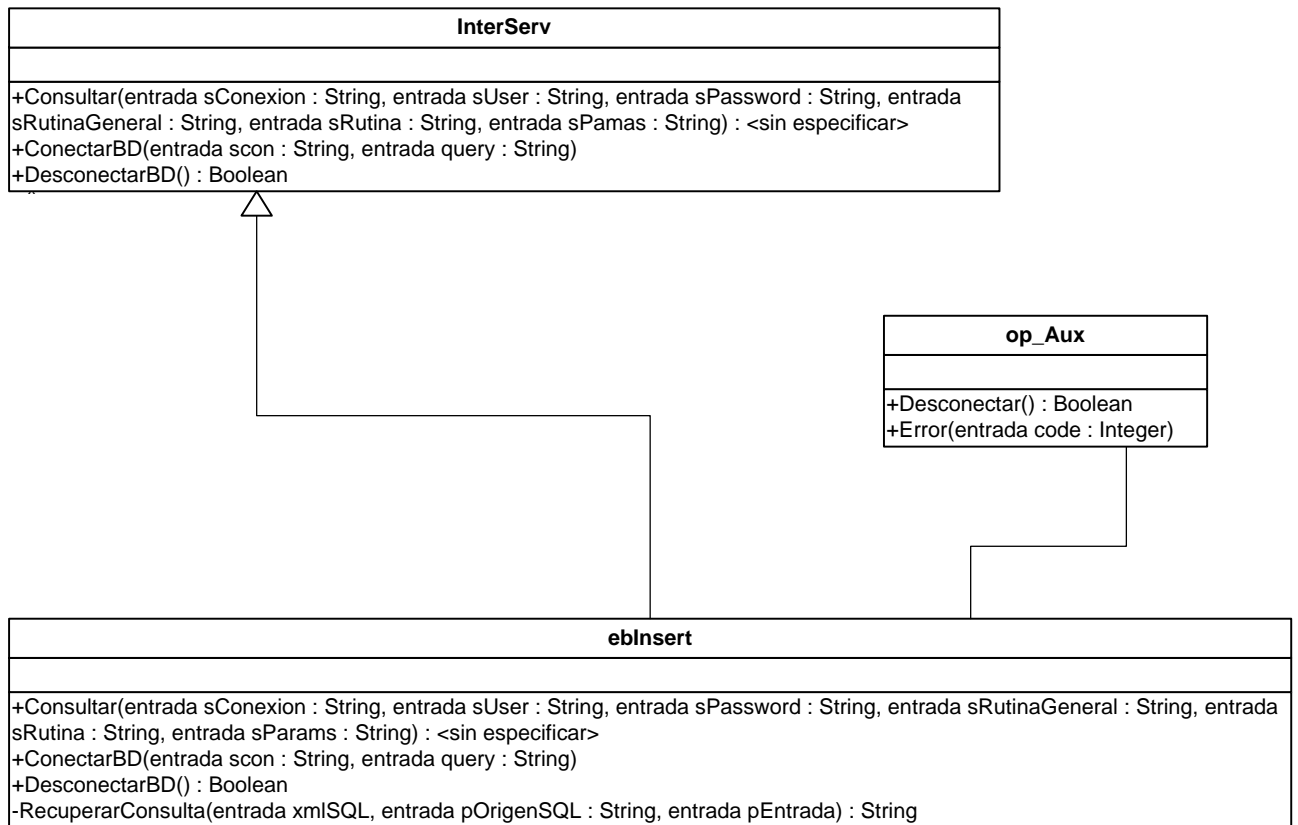 InterServ
+Consultar(entrada sConexion : String, entrada sUser : String, entrada sPassword : String, entrada
sRutinaGeneral : String, entrada sRutina : String, entrada sPamas : String) : <sin especificar>
+ConectarBD(entrada scon : String, entrada query : String)
+DesconectarBD() : Boolean
op_Aux
+Desconectar() : Boolean
+Error(entrada code : Integer)
ebInsert
+Consultar(entrada sConexion : String, entrada sUser : String, entrada sPassword : String, entrada sRutinaGeneral : String, entrada
sRutina : String, entrada sParams : String) : <sin especificar>
+ConectarBD(entrada scon : String, entrada query : String)
+DesconectarBD() : Boolean
-RecuperarConsulta(entrada xmlSQL, entrada pOrigenSQL : String, entrada pEntrada) : String